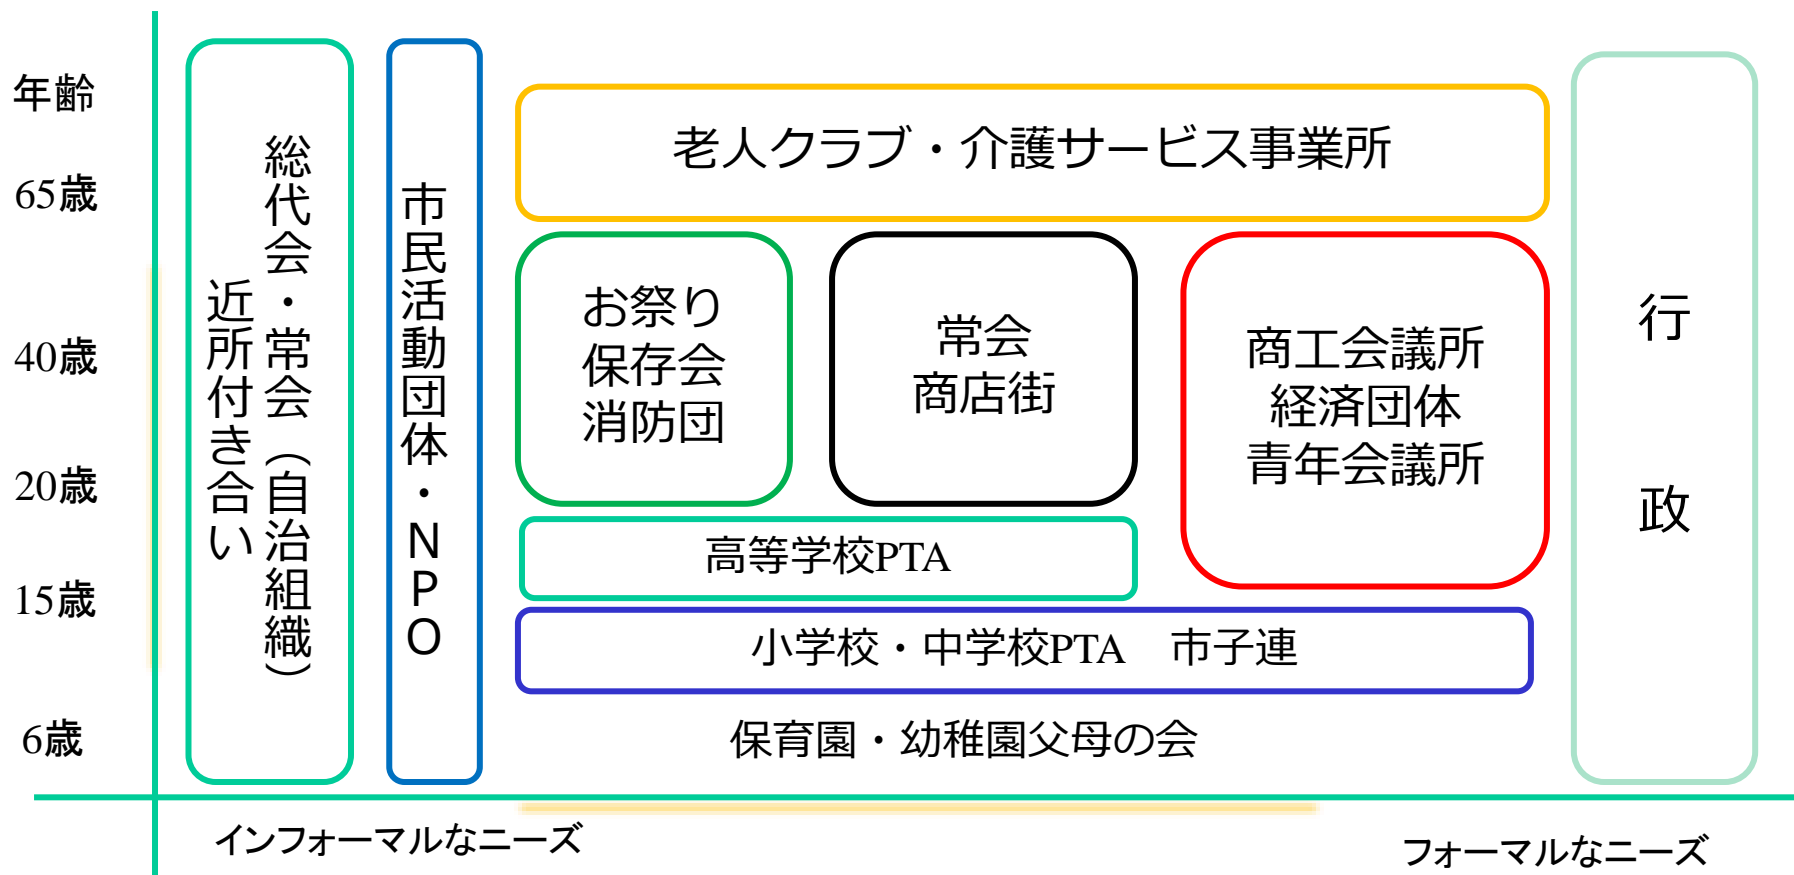 年齢
65歳
40歳
20歳
15歳
6歳
総代会・常会（自治組織）
近所付き合い
市民活動団体・ＮＰＯ
老人クラブ・介護サービス事業所
お祭り
保存会
消防団
常会
商店街
商工会議所
経済団体
青年会議所
高等学校PTA
小学校・中学校PTA　市子連
保育園・幼稚園父母の会
行
政
インフォーマルなニーズ
フォーマルなニーズ